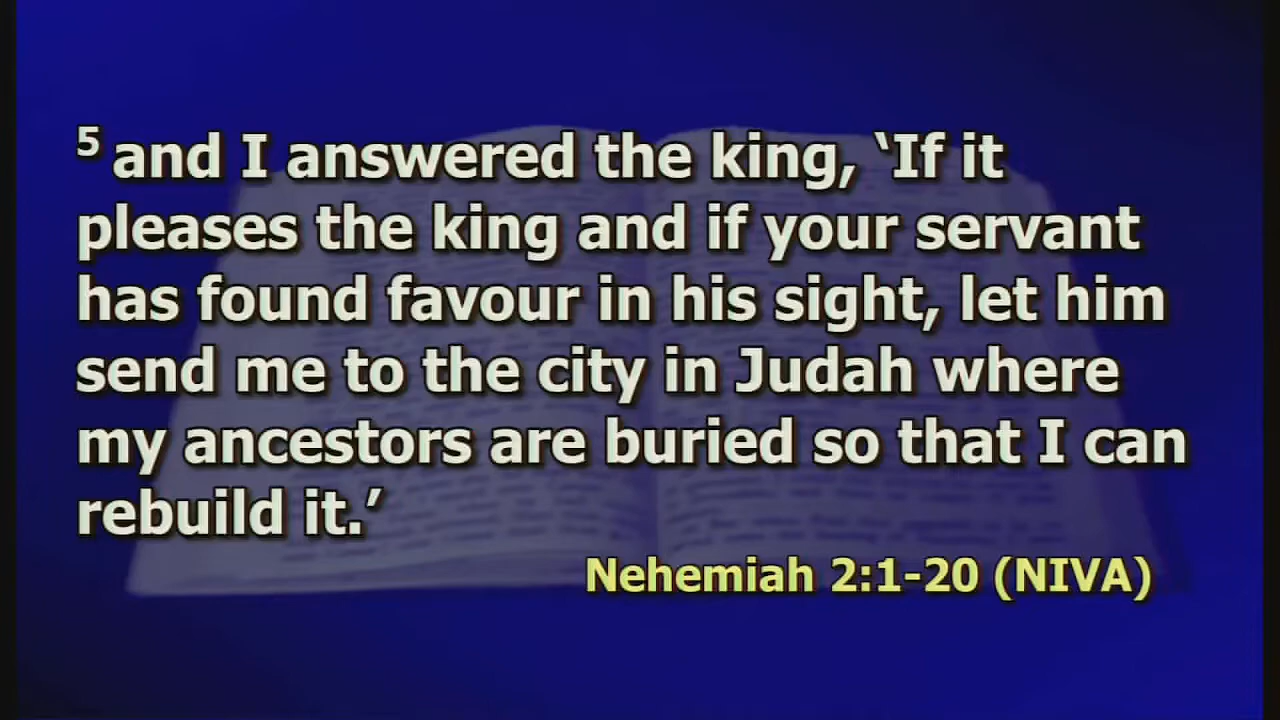 5 and I answered the king, ‘If it
pleases the king and if your servant
has found favour in his sight, let him
send me to the city in Judah where
my ancestors are buried so that I can
rebuild it.’
Nehemiah 2:1-20 (NIVA)